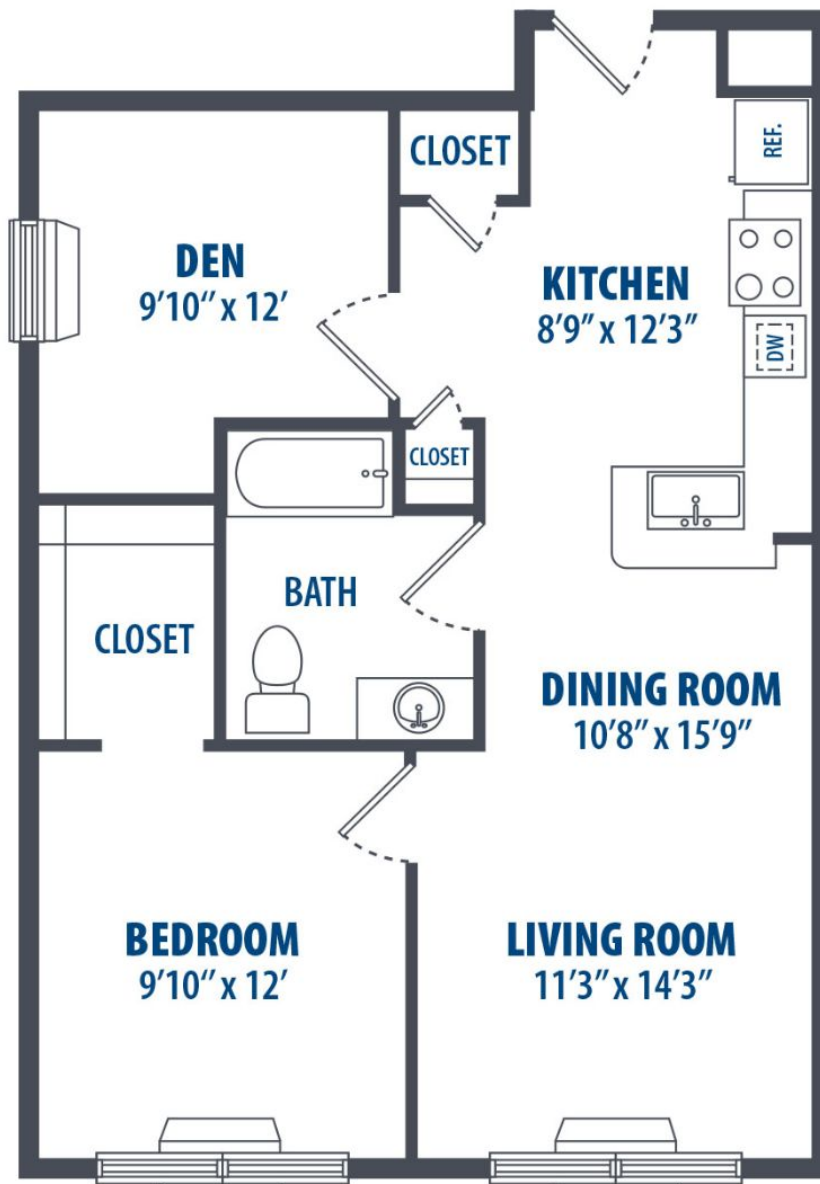 CLOSET
REF.
DEN
9'10" x 12'
KITCHEN
8'9" x 12'3"
DW
CLOSET
BATH
CLOSET
DINING ROOM
10'8" x 15'9"
BEDROOM
9'10" x 12'
LIVING ROOM
11'3" x 14'3"